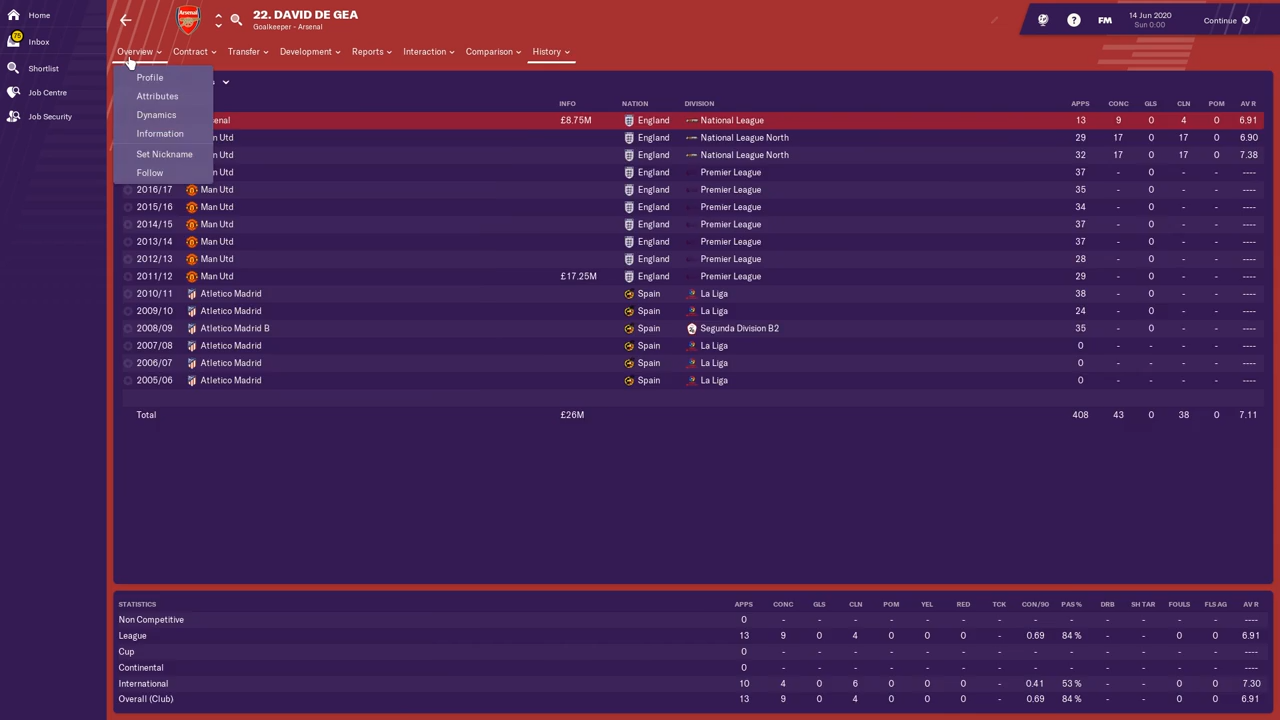 Home
22. DAVID DE GEA
Goalkeeper - Arsenal
14 Jun 2020
Sun 0:00
FM
Continue
75
Inbox
Shortlist
Job Centre
Job Security
Overview Contract Transfer Development Reports Interaction Comparison History
Profile
Attributes
Dynamics
Information
Set Nickname
Follow
INFO NATION DIVISION APPS CONC GLS CLN POM AV R
£8.75M England National League 13 9 0 4 0 6.91
Utd England National League North 29 17 0 17 0 6.90
Utd England National League North 32 17 0 17 0 7.38
Utd England Premier League 37 - 0 - - ----
2016/17 Man Utd England Premier League 35 - 0 - - ----
2015/16 Man Utd England Premier League 34 - 0 - - ----
2014/15 Man Utd England Premier League 37 - 0 - - ----
2013/14 Man Utd England Premier League 37 - 0 - - ----
2012/13 Man Utd England Premier League 28 - 0 - - ----
2011/12 Man Utd £17.25M England Premier League 29 - 0 - - ----
2010/11 Atletico Madrid Spain La Liga 38 - 0 - - ----
2009/10 Atletico Madrid Spain La Liga 24 - 0 - - ----
2008/09 Atletico Madrid B Spain Segunda Division B2 35 - 0 - - ----
2007/08 Atletico Madrid Spain La Liga 0 - 0 - - ----
2006/07 Atletico Madrid Spain La Liga 0 - 0 - - ----
2005/06 Atletico Madrid Spain La Liga 0 - 0 - - ----
Total £26M 408 43 0 38 0 7.11
STATISTICS APPS CONC GLS CLN POM YEL RED TCK CON/90 PAS % DRB SH TAR FOULS FLS AG AV R
Non Competitive 0 - - - - - - - - - - - - - ----
League 13 9 0 4 0 0 0 - 0.69 84 % - - 0 0 6.91
Cup 0 - - - - - - - - - - - - - ----
Continental 0 - - - - - - - - - - - - - ----
International 10 4 0 6 0 0 0 - 0.41 53 % - - 0 0 7.30
Overall (Club) 13 9 0 4 0 0 0 - 0.69 84 % - - 0 0 6.91